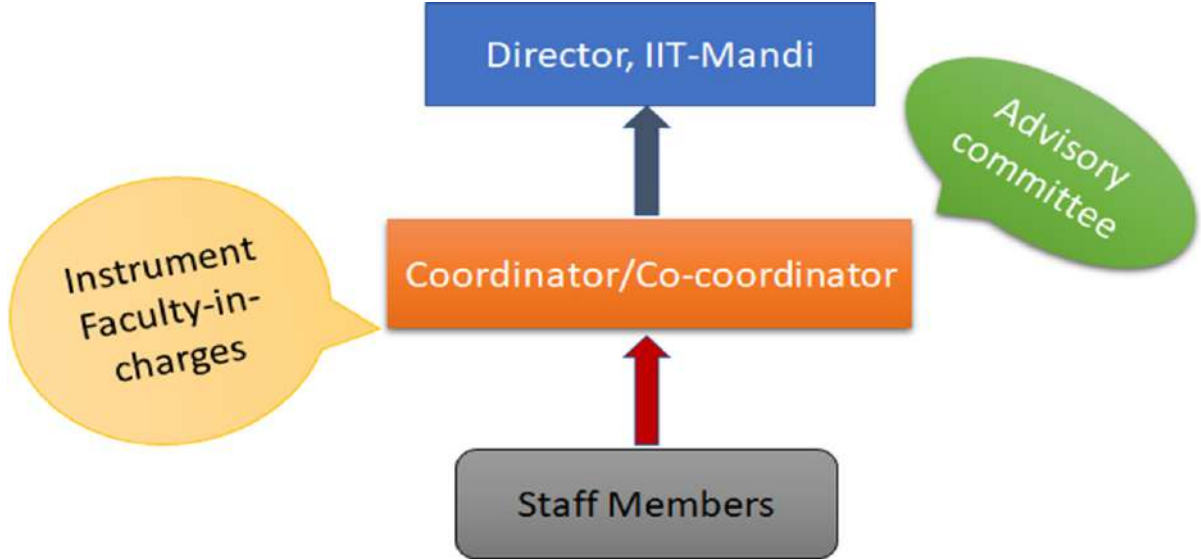 Director, IIT-Mandi
Advisory
committee
Coordinator/Co-coordinator
Instrument
Faculty-in-
charges
Staff Members